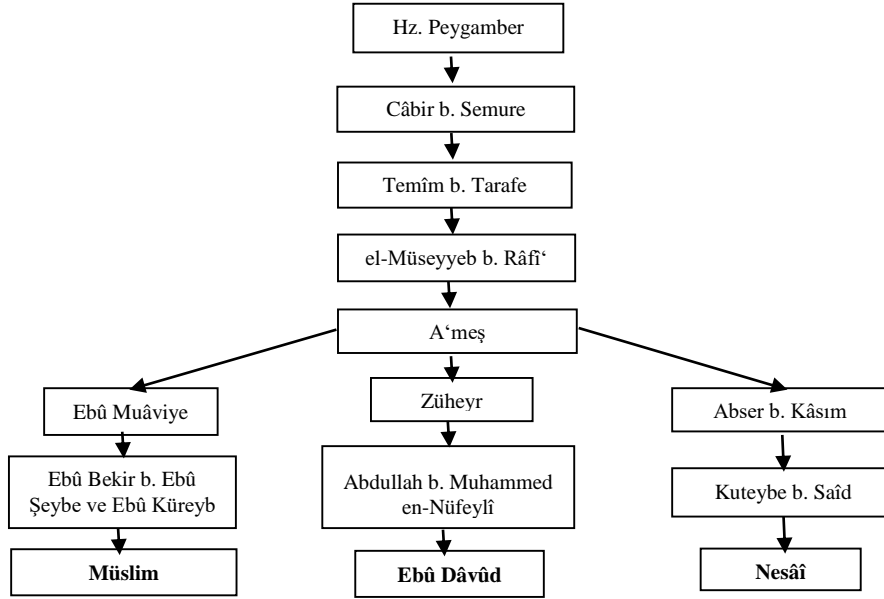 Hz. Peygamber
Câbir b. Semure
Temîm b. Tarafe
el-Müseyyeb b. Râfi‘
A‘meş
Ebû Muâviye
Züheyr
Abser b. Kâsım
Ebû Bekir b. Ebû
Şeybe ve Ebû Küreyb
Abdullah b. Muhammed
en-Nüfeylî
Kuteybe b. Saîd
Müslim
Ebû Dâvûd
Nesâî